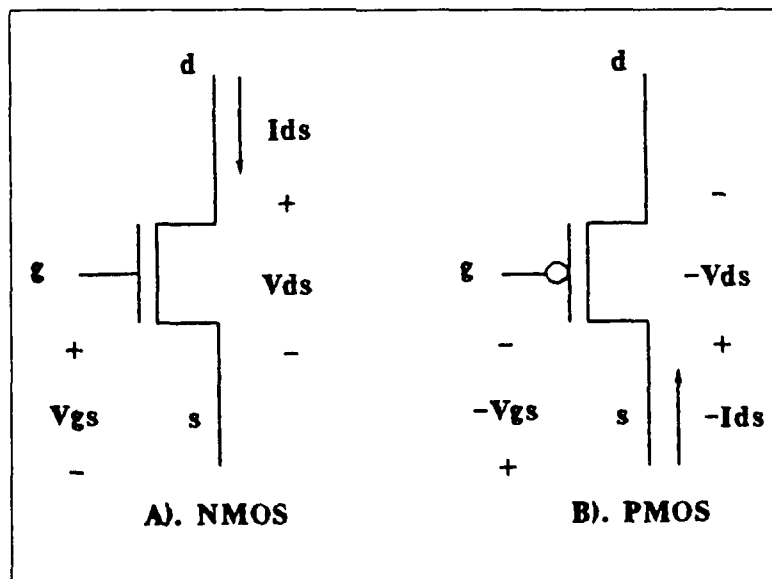 d
Ids
+
g
Vds
+
−
Vgs
s
−
A). NMOS
d
−
g
−Vds
−
+
−Vgs
s
−Ids
+
B). PMOS